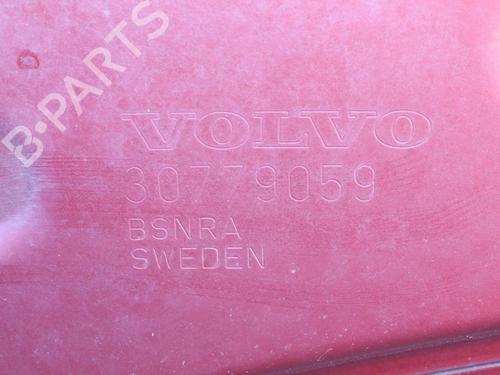 B-PARTS
VOLVO
30779059
BSNRA
SWEDEN